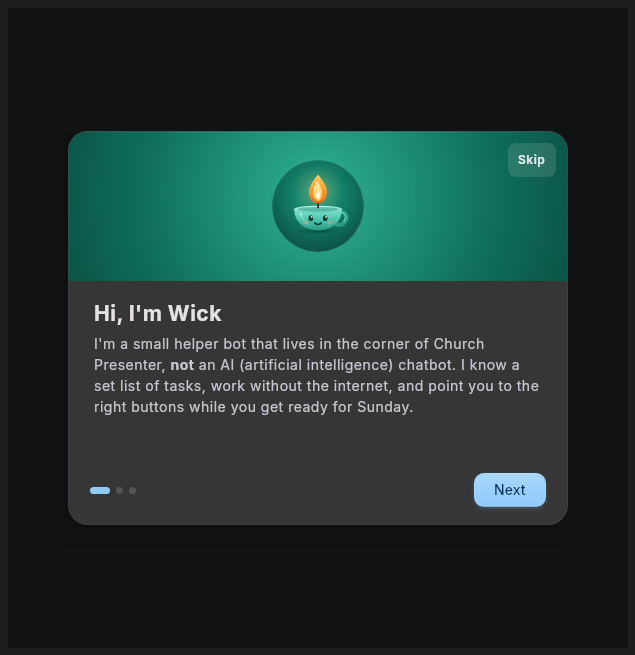 Skip
Hi, I'm Wick
I'm a small helper bot that lives in the corner of Church
Presenter, not an AI (artificial intelligence) chatbot. I know a
set list of tasks, work without the internet, and point you to the
right buttons while you get ready for Sunday.
Next